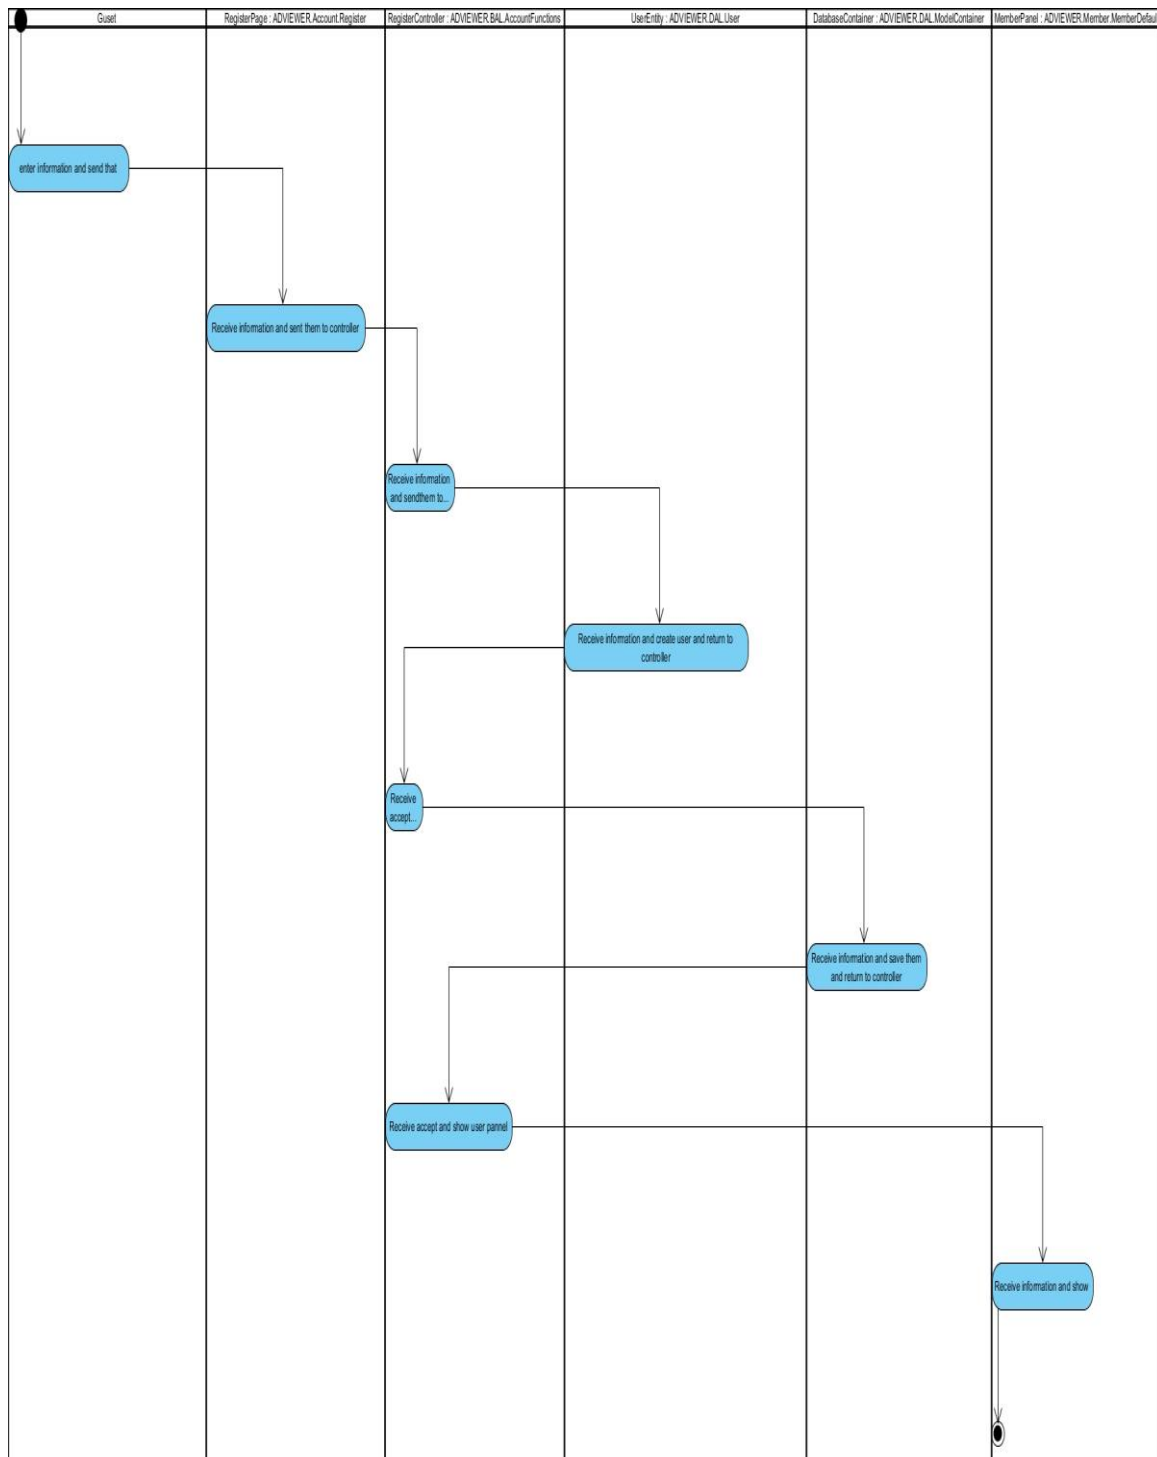 Guset
RegisterPage : ADVIEWER.Account.Register
RegisterController : ADVIEWER.BAL.AccountFunctions
UserEntity : ADVIEWER.DAL.User
DatabaseContainer : ADVIEWER.DAL.ModelContainer
MemberPanel : ADVIEWER.Member.MemberDefaul
enter information and send that
Receive information and sent them to controller
Receive information
and sendthem to...
Receive information and create user and return to
controller
Receive
accept...
Receive information and save them
and return to controller
Receive accept and show user pannel
Receive information and show